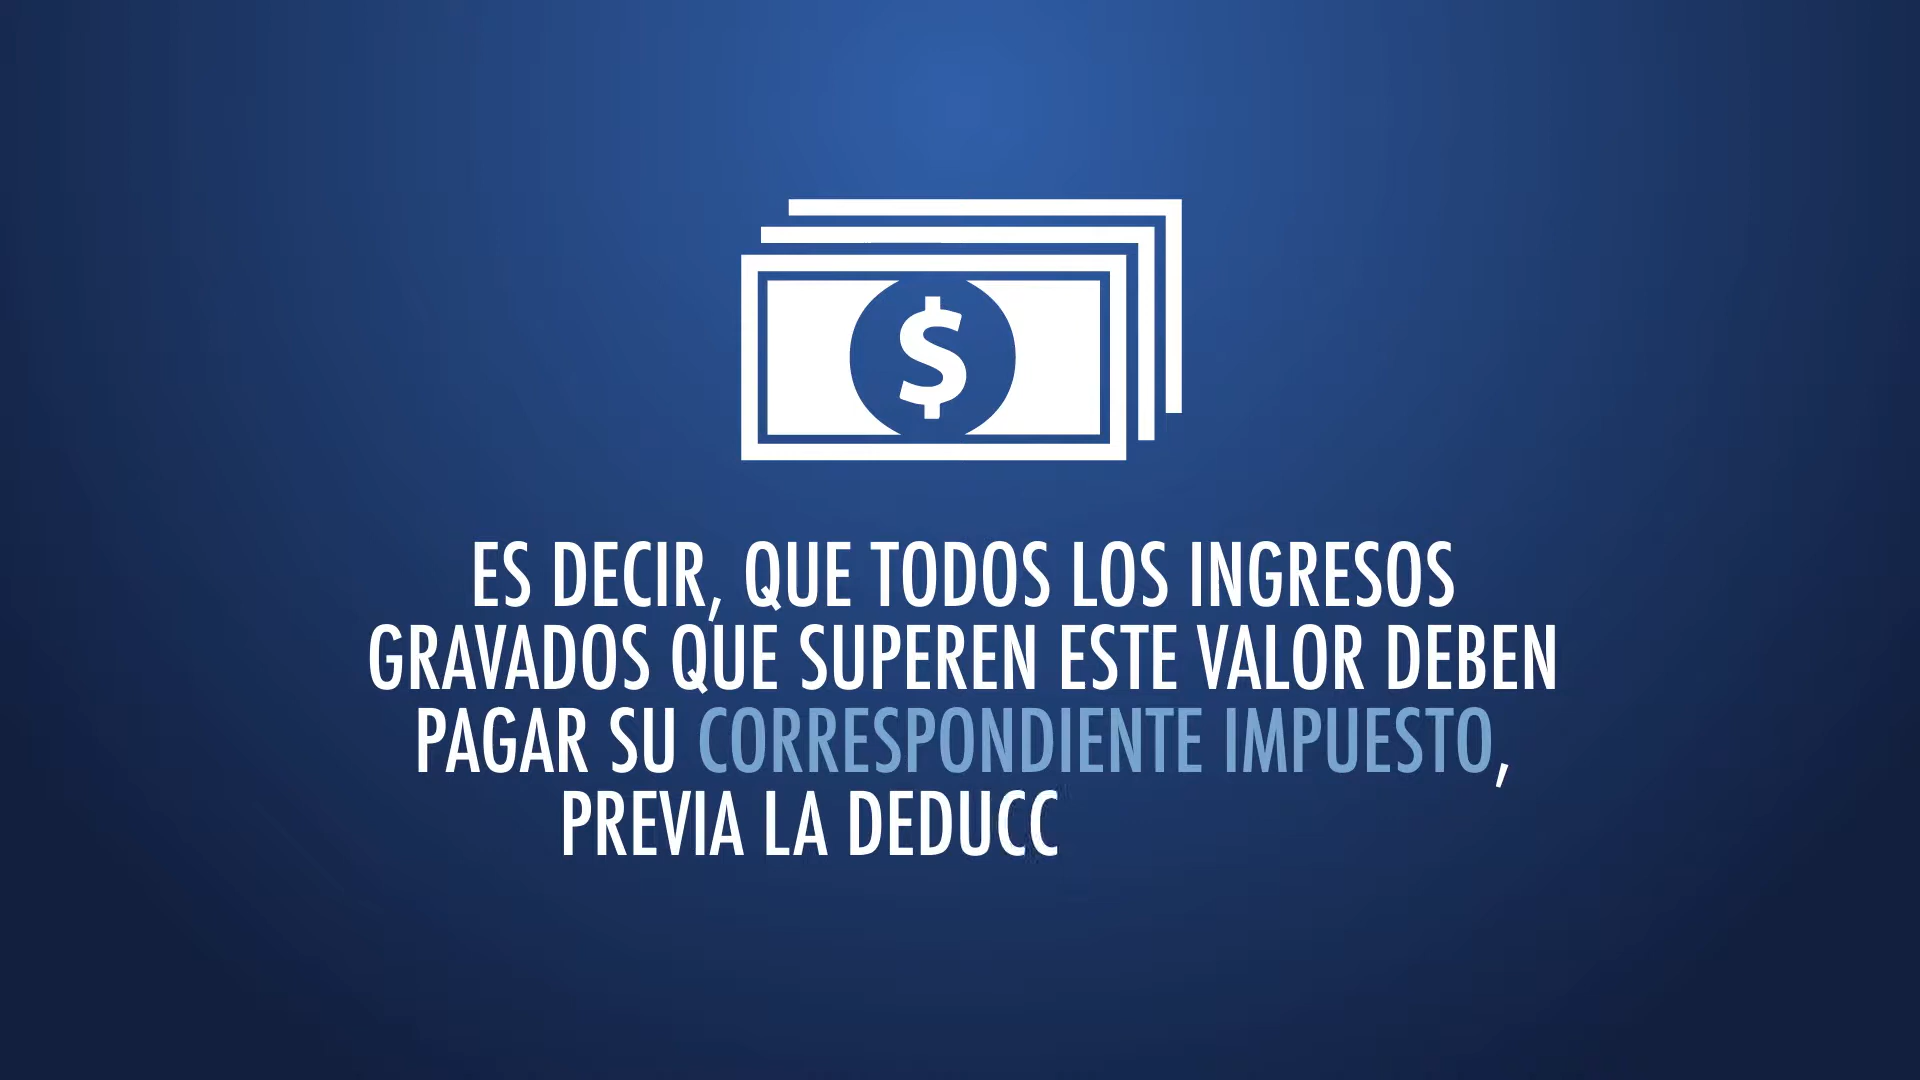 $
ES DECIR, QUE TODOS LOS INGRESOS
GRAVADOS QUE SUPEREN ESTE VALOR DEBEN
PAGAR SU CORRESPONDIENTE IMPUESTO,
PREVIA LA DEDUCC